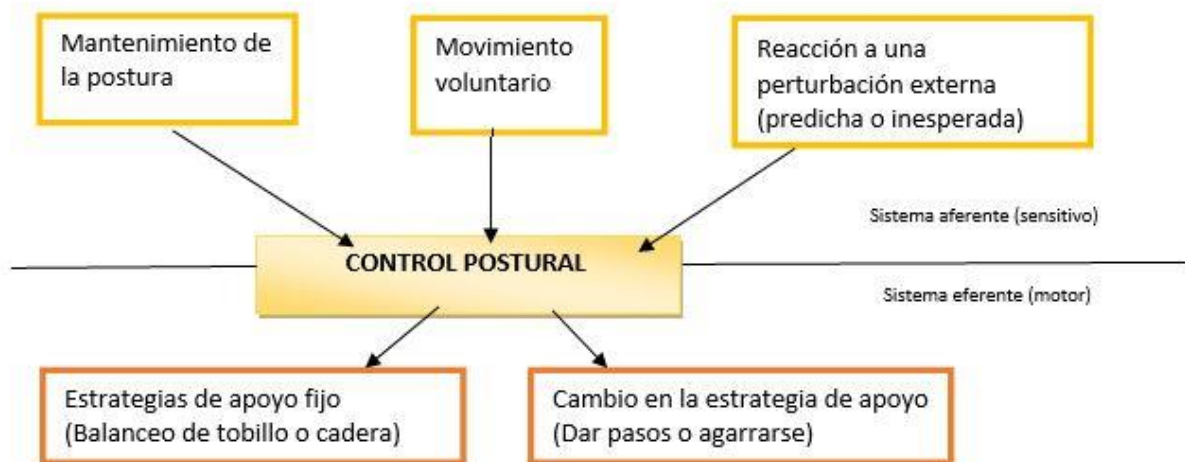 Mantenimiento de
la postura
Movimiento
voluntario
Reacción a una
perturbación externa
(predicha o inesperada)
Sistema aferente (sensitivo)
CONTROL POSTURAL
Sistema eferente (motor)
Estrategias de apoyo fijo
(Balanceo de tobillo o cadera)
Cambio en la estrategia de apoyo
(Dar pasos o agarrarse)